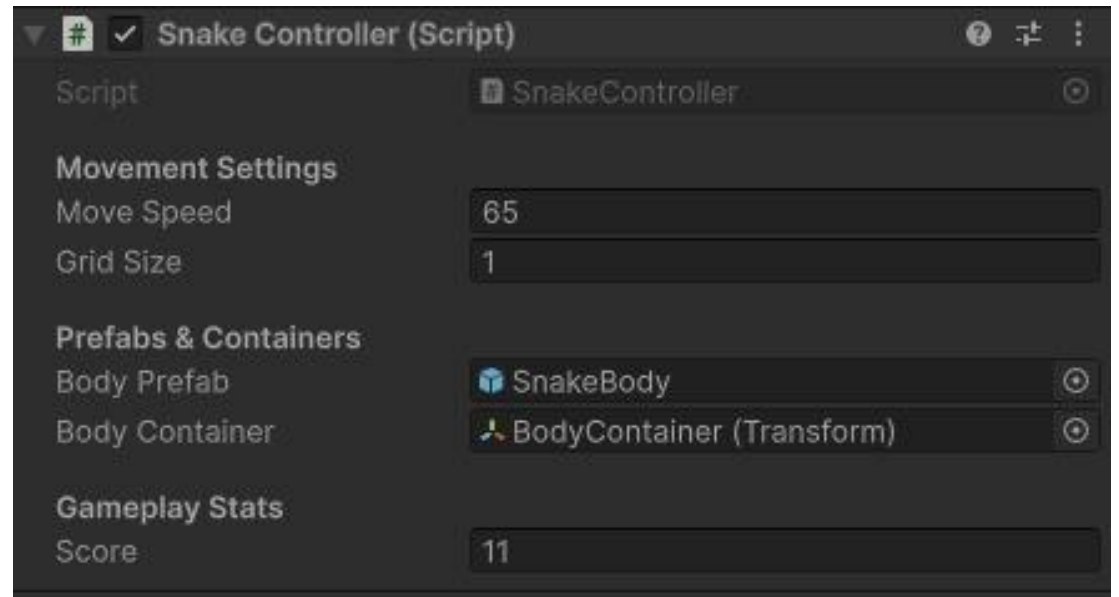 Snake Controller (Script)
Script SnakeController
Movement Settings
Move Speed 65
Grid Size 1
Prefabs & Containers
Body Prefab SnakeBody
Body Container BodyContainer (Transform)
Gameplay Stats
Score 11